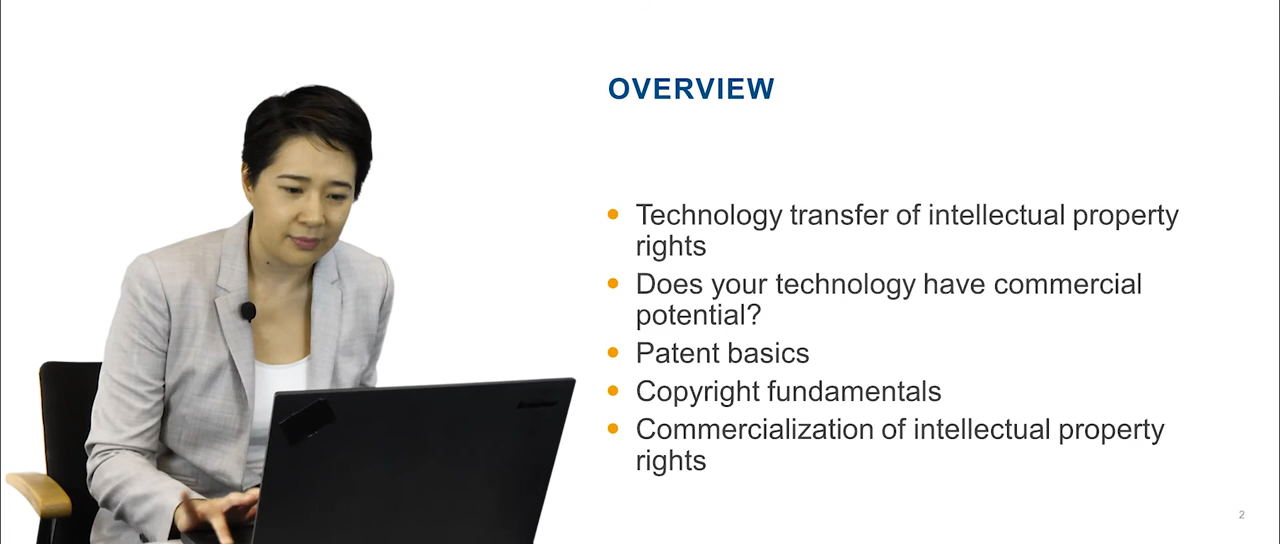 OVERVIEW
Technology transfer of intellectual property
rights
Does your technology have commercial
potential?
Patent basics
Copyright fundamentals
Commercialization of intellectual property
rights
2